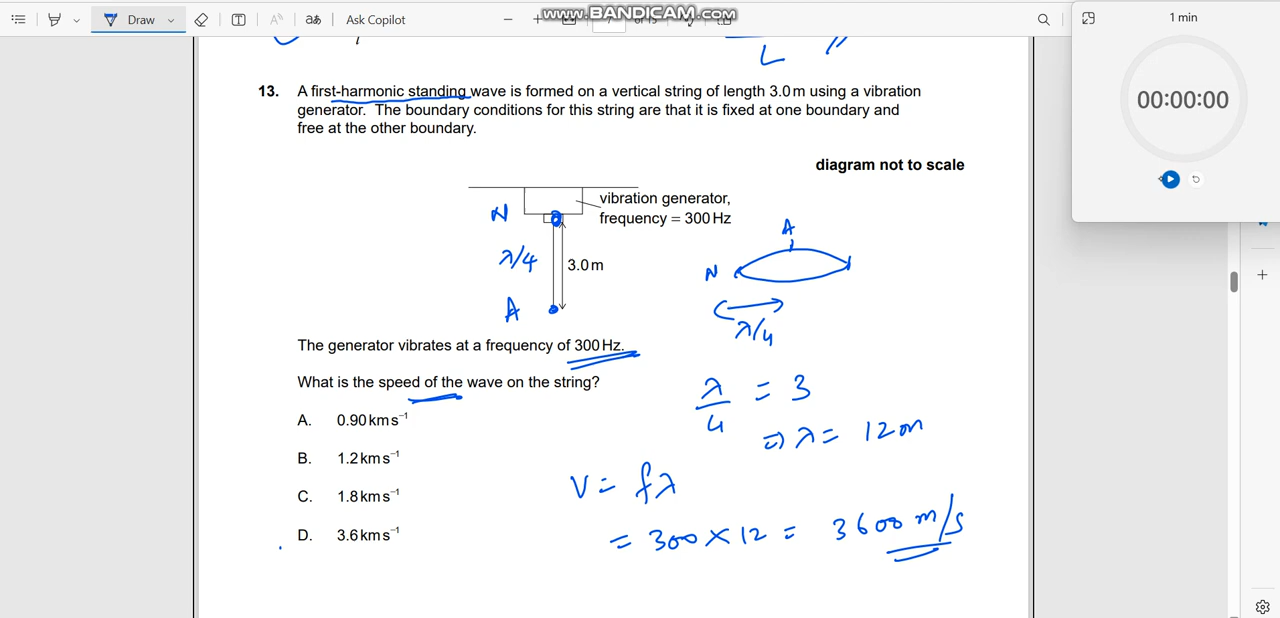 Draw
Ask Copilot
www.BANDICAM.com
1 min
00:00:00
L
13. A first-harmonic standing wave is formed on a vertical string of length 3.0 m using a vibration
generator. The boundary conditions for this string are that it is fixed at one boundary and
free at the other boundary.
diagram not to scale
vibration generator,
frequency = 300 Hz
N
λ/4
3.0 m
A
A
N
λ/4
The generator vibrates at a frequency of 300 Hz.
What is the speed of the wave on the string?
λ/4 = 3
⇒ λ = 12m
A. 0.90 km s⁻¹
B. 1.2 km s⁻¹
C. 1.8 km s⁻¹
D. 3.6 km s⁻¹
V = fλ
= 300 × 12 = 3600 m/s